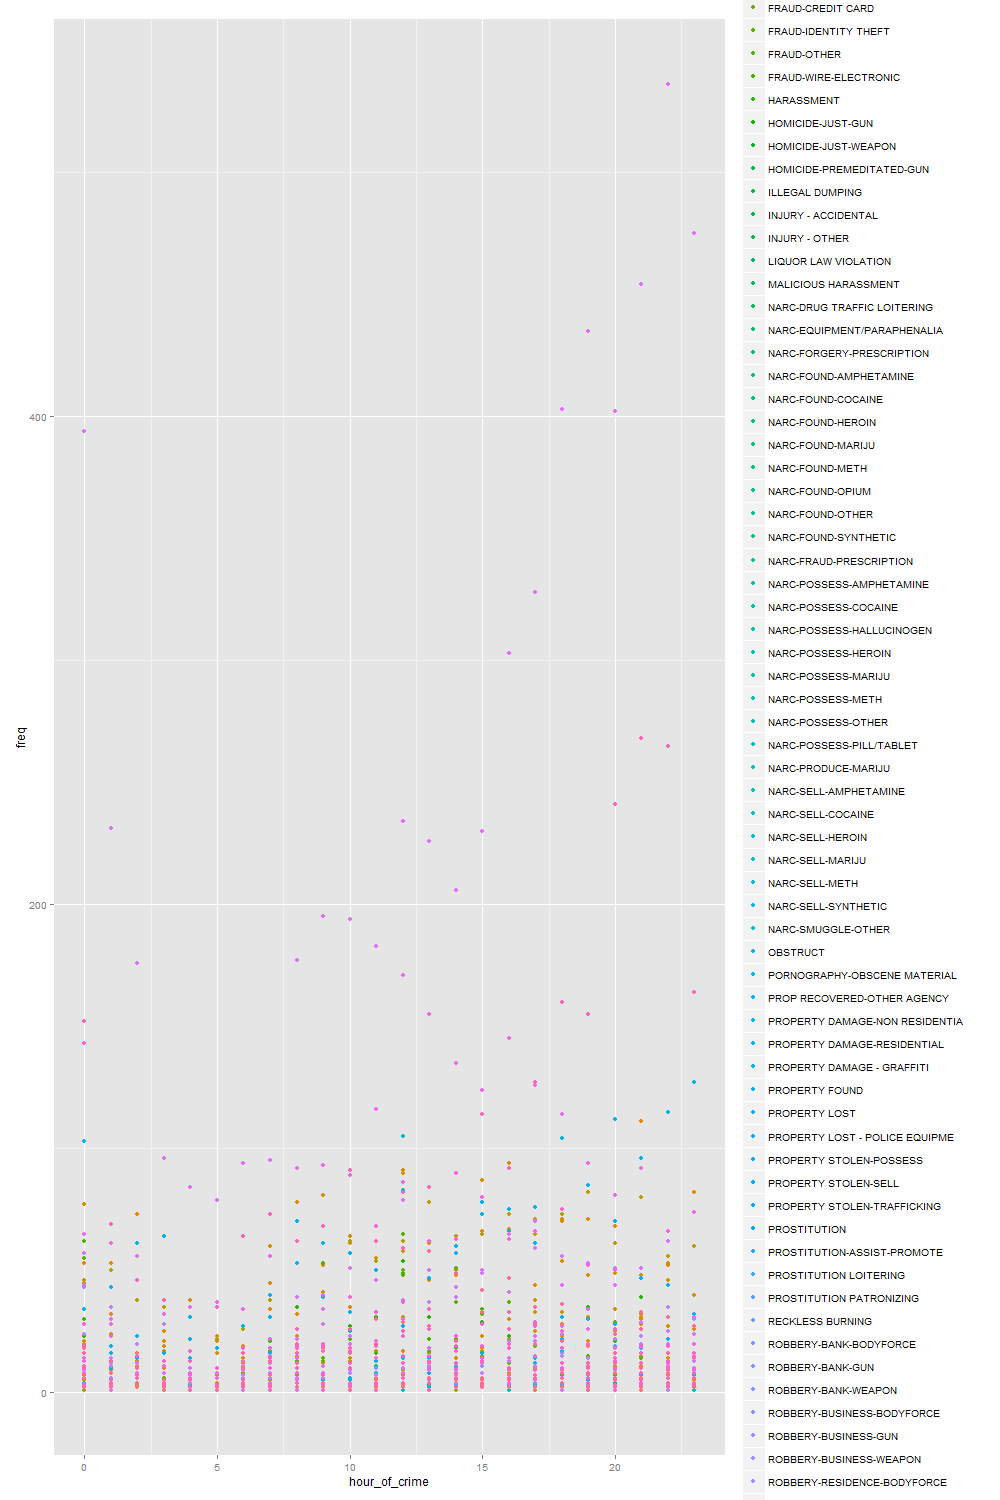 freq
400
200
0
0
5
10
15
20
hour_of_crime
FRAUD-CREDIT CARD
FRAUD-IDENTITY THEFT
FRAUD-OTHER
FRAUD-WIRE-ELECTRONIC
HARASSMENT
HOMICIDE-JUST-GUN
HOMICIDE-JUST-WEAPON
HOMICIDE-PREMEDITATED-GUN
ILLEGAL DUMPING
INJURY - ACCIDENTAL
INJURY - OTHER
LIQUOR LAW VIOLATION
MALICIOUS HARASSMENT
NARC-DRUG TRAFFIC LOITERING
NARC-EQUIPMENT/PARAPHENALIA
NARC-FORGERY-PRESCRIPTION
NARC-FOUND-AMPHETAMINE
NARC-FOUND-COCAINE
NARC-FOUND-HEROIN
NARC-FOUND-MARIJU
NARC-FOUND-METH
NARC-FOUND-OPIUM
NARC-FOUND-OTHER
NARC-FOUND-SYNTHETIC
NARC-FRAUD-PRESCRIPTION
NARC-POSSESS-AMPHETAMINE
NARC-POSSESS-COCAINE
NARC-POSSESS-HALLUCINOGEN
NARC-POSSESS-HEROIN
NARC-POSSESS-MARIJU
NARC-POSSESS-METH
NARC-POSSESS-OTHER
NARC-POSSESS-PILL/TABLET
NARC-PRODUCE-MARIJU
NARC-SELL-AMPHETAMINE
NARC-SELL-COCAINE
NARC-SELL-HEROIN
NARC-SELL-MARIJU
NARC-SELL-METH
NARC-SELL-SYNTHETIC
NARC-SMUGGLE-OTHER
OBSTRUCT
PORNOGRAPHY-OBSCENE MATERIAL
PROP RECOVERED-OTHER AGENCY
PROPERTY DAMAGE-NON RESIDENTIA
PROPERTY DAMAGE-RESIDENTIAL
PROPERTY DAMAGE - GRAFFITI
PROPERTY FOUND
PROPERTY LOST
PROPERTY LOST - POLICE EQUIPME
PROPERTY STOLEN-POSSESS
PROPERTY STOLEN-SELL
PROPERTY STOLEN-TRAFFICKING
PROSTITUTION
PROSTITUTION-ASSIST-PROMOTE
PROSTITUTION LOITERING
PROSTITUTION PATRONIZING
RECKLESS BURNING
ROBBERY-BANK-BODYFORCE
ROBBERY-BANK-GUN
ROBBERY-BANK-WEAPON
ROBBERY-BUSINESS-BODYFORCE
ROBBERY-BUSINESS-GUN
ROBBERY-BUSINESS-WEAPON
ROBBERY-RESIDENCE-BODYFORCE